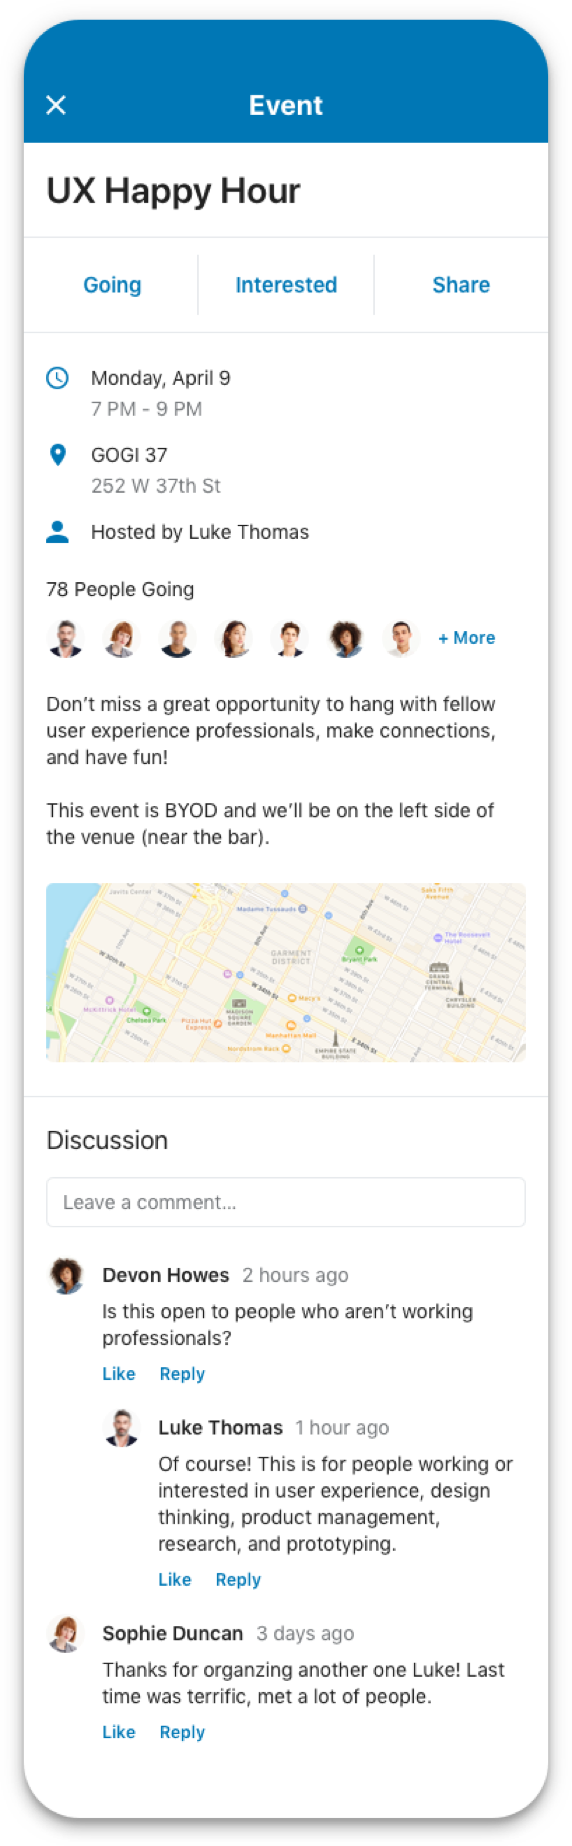 Event
UX Happy Hour
Going
Interested
Share
Monday, April 9
7 PM - 9 PM
GOGI 37
252 W 37th St
Hosted by Luke Thomas
78 People Going
+ More
Don’t miss a great opportunity to hang with fellow
user experience professionals, make connections,
and have fun!
This event is BYOD and we’ll be on the left side of
the venue (near the bar).
Javits Center
Saks Fifth
Avenue
Madame Tussauds
The Roosevelt
Hotel
GARMENT
DISTRICT
Bryant Park
GRAND
CENTRAL
TERMINAL
CHRYSLER
BUILDING
W 30th St
W 34th St
McKittrick Hotel
Chelsea Park
MADISON
SQUARE
GARDEN
Macy's
Pizza Hut
Express
Manhattan Mall
Nordstrom Rack
EMPIRE STATE
BUILDING
E 34th St
Discussion
Leave a comment...
Devon Howes 2 hours ago
Is this open to people who aren’t working
professionals?
Like Reply
Luke Thomas 1 hour ago
Of course! This is for people working or
interested in user experience, design
thinking, product management,
research, and prototyping.
Like Reply
Sophie Duncan 3 days ago
Thanks for organzing another one Luke! Last
time was terrific, met a lot of people.
Like Reply